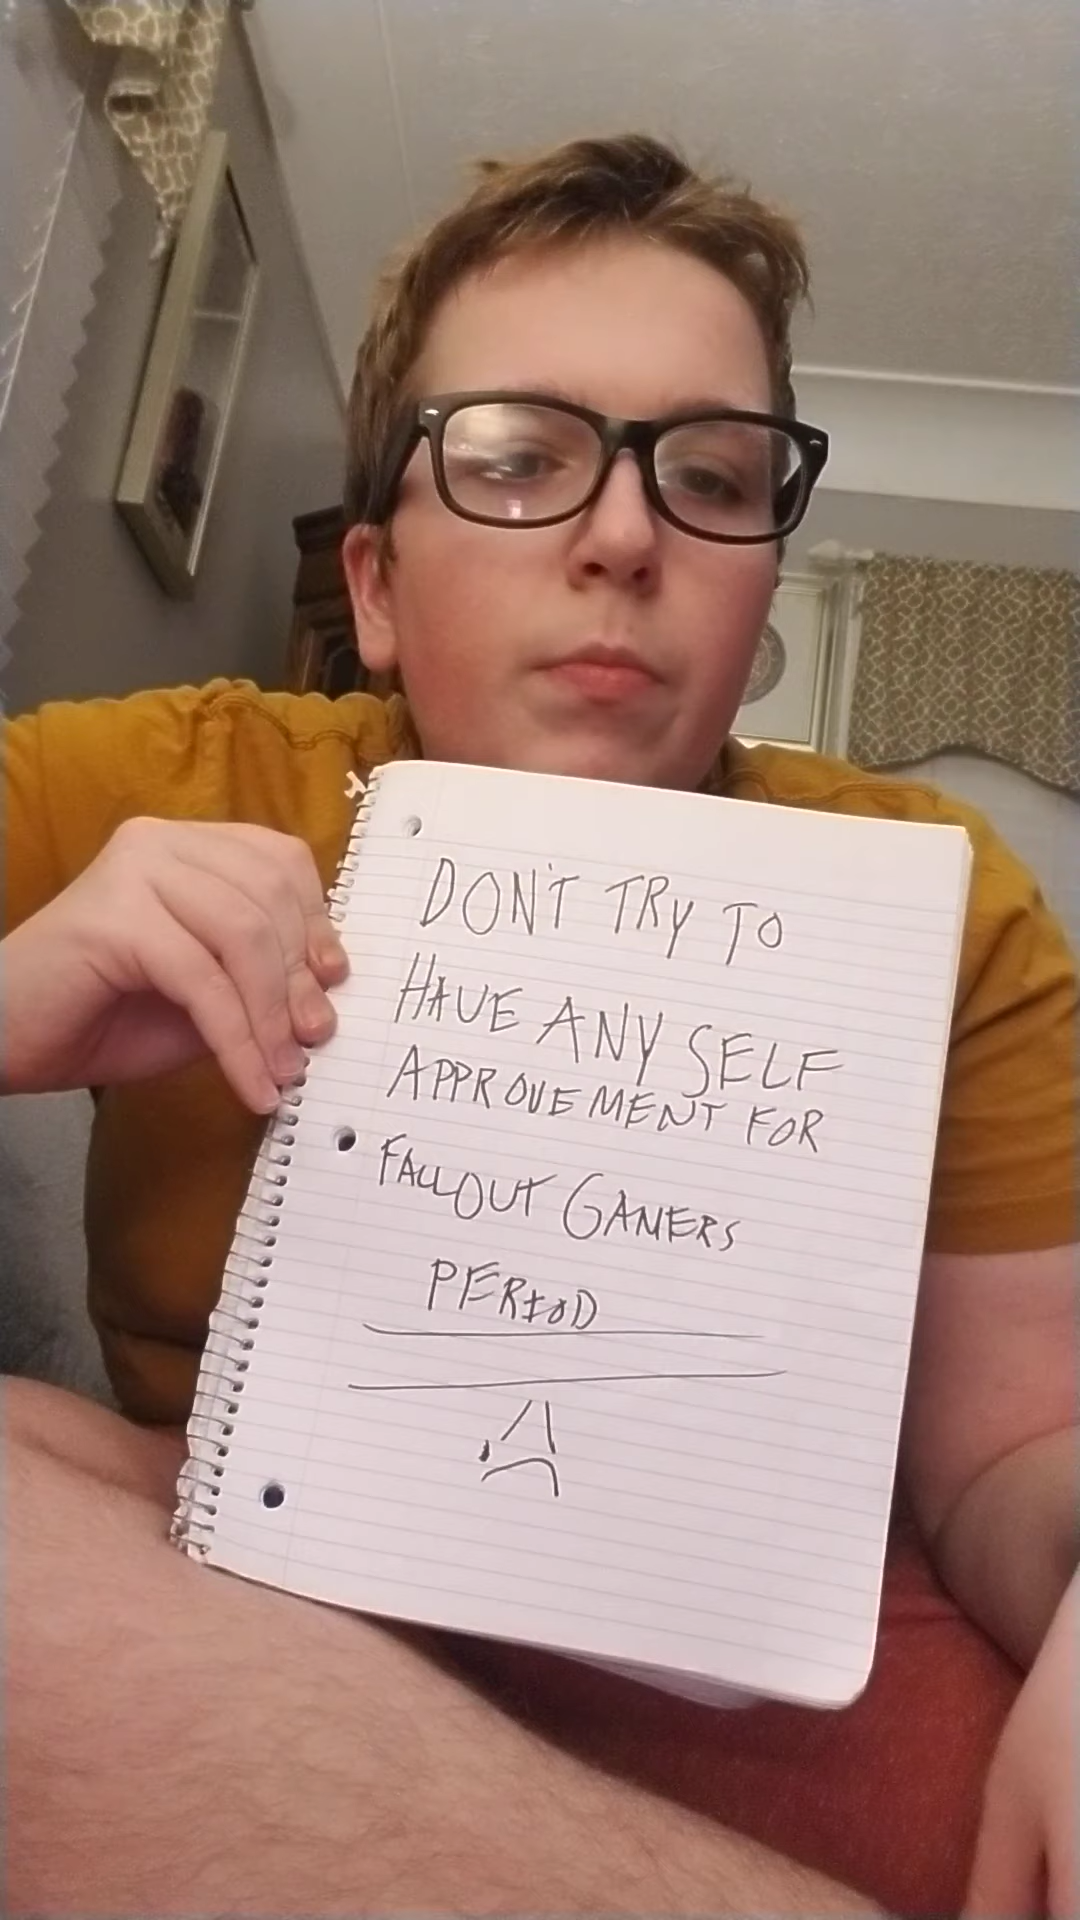 DON'T TRY TO
HAVE ANY SELF
APPROVEMENT FOR
FALLOUT GAMERS
PERIOD